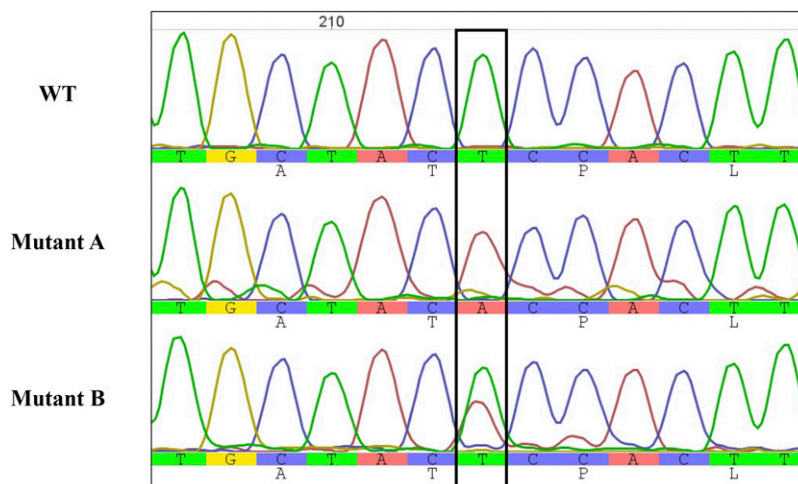 210
WT
T G C T A C T C C A C T T
A T P L
Mutant A
T G C T A C A C C A C T T
A T P L
Mutant B
T G C T A C T C C A C T T
A T P L